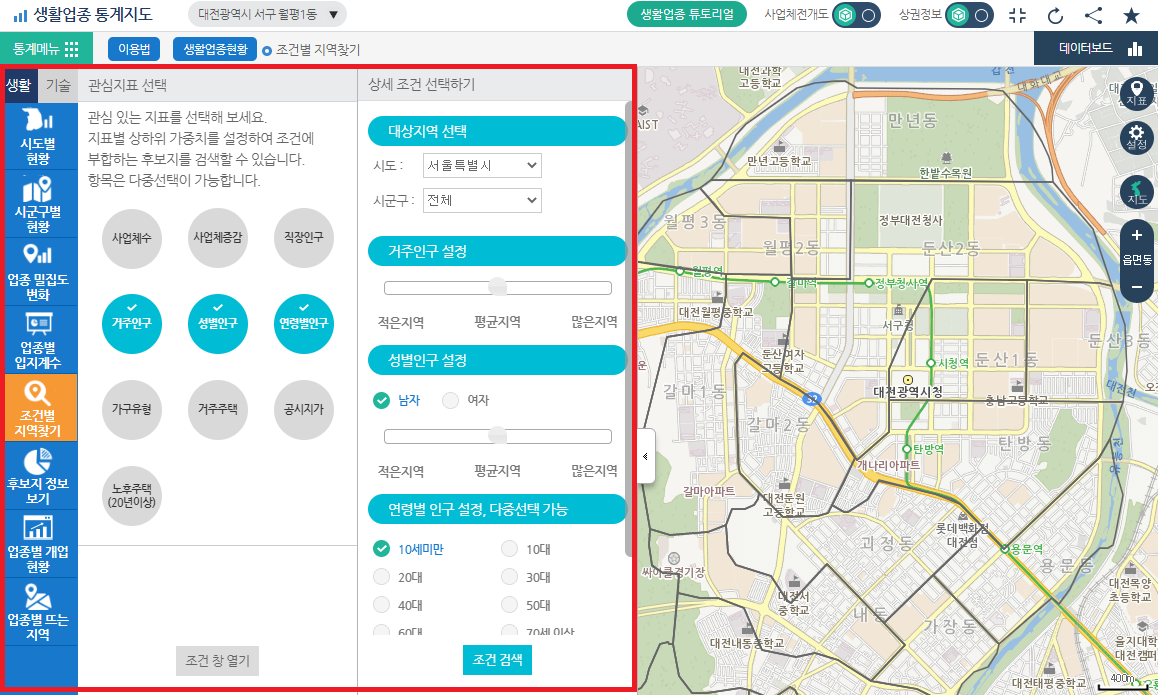 생활업종 통계지도
대전광역시 서구 월평1동 ▼
생활업종 튜토리얼
사업체전개도
상권정보
통계메뉴
이용법
생활업종현황
조건별 지역찾기
데이터보드
생활
기술
시도별
현황
시군구별
현황
업종 밀집도
변화
업종별
입지계수
조건별
지역찾기
후보지 정보
보기
업종별 개업
현황
업종별 뜨는
지역
관심지표 선택
관심 있는 지표를 선택해 보세요.
지표별 상하위 가중치를 설정하여 조건에
부합하는 후보지를 검색할 수 있습니다.
항목은 다중선택이 가능합니다.
사업체수
사업체증감
직장인구
거주인구
성별인구
연령별인구
가구유형
거주주택
공시지가
노후주택
(20년이상)
조건 창 열기
상세 조건 선택하기
대상지역 선택
시도 :
서울특별시
시군구 :
전체
거주인구 설정
적은지역
평균지역
많은지역
성별인구 설정
남자
여자
적은지역
평균지역
많은지역
연령별 인구 설정, 다중선택 가능
10세미만
10대
20대
30대
40대
50대
60대
70세 이상
조건 검색
대전과학
고등학교
AIST
만년동
만년고등학교
한밭수목원
대화대교
갑천
월평3동
정부대전청사
월평2동
둔산2동
월평역
갈마역
정부청사역
대전월평중학교
서구청
둔산여자
고등학교
시청역
둔산1동
둔산3동
대전천
갈마1동
대전광역시청
충남고등학교
갈마2동
탄방동
탄방역
유등천
개나리아파트
갈마아파트
대전둔원
고등학교
롯데백화점
대전점
괴정동
용문역
용문동
싸이클경기장
대전서
중학교
대전목양
초등학교
내동
가장동
대전내동중학교
을지대학교
대전캠퍼
대전태평중학교
400m
지표
설정
지도
+
읍면동
−